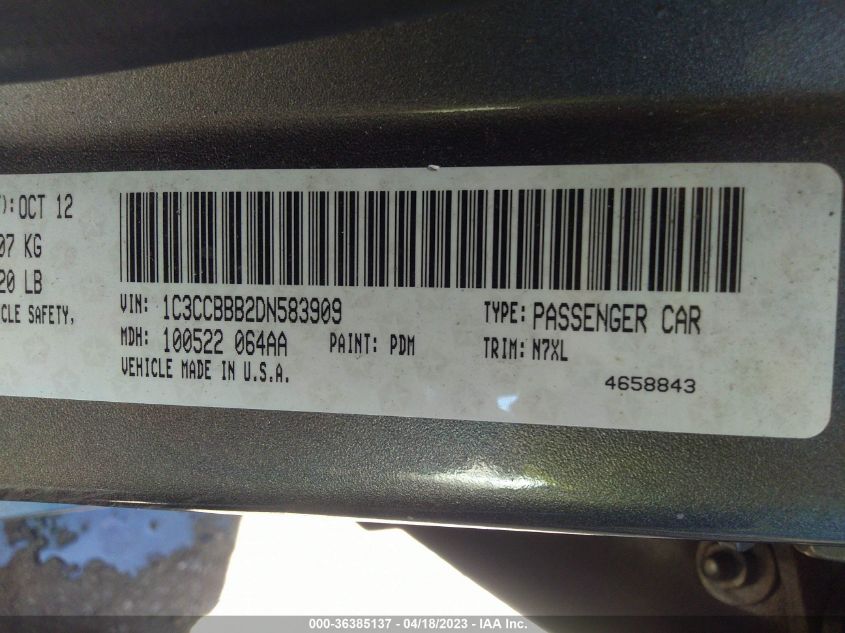 ):OCT 12
07 KG
20 LB
CLE SAFETY,
VIN: 1C3CCBBB2DN583909
TYPE: PASSENGER CAR
MDH: 100522 064AA
PAINT: PDM
TRIM: N7XL
VEHICLE MADE IN U.S.A.
4658843
000-36385137 - 04/18/2023 - IAA Inc.